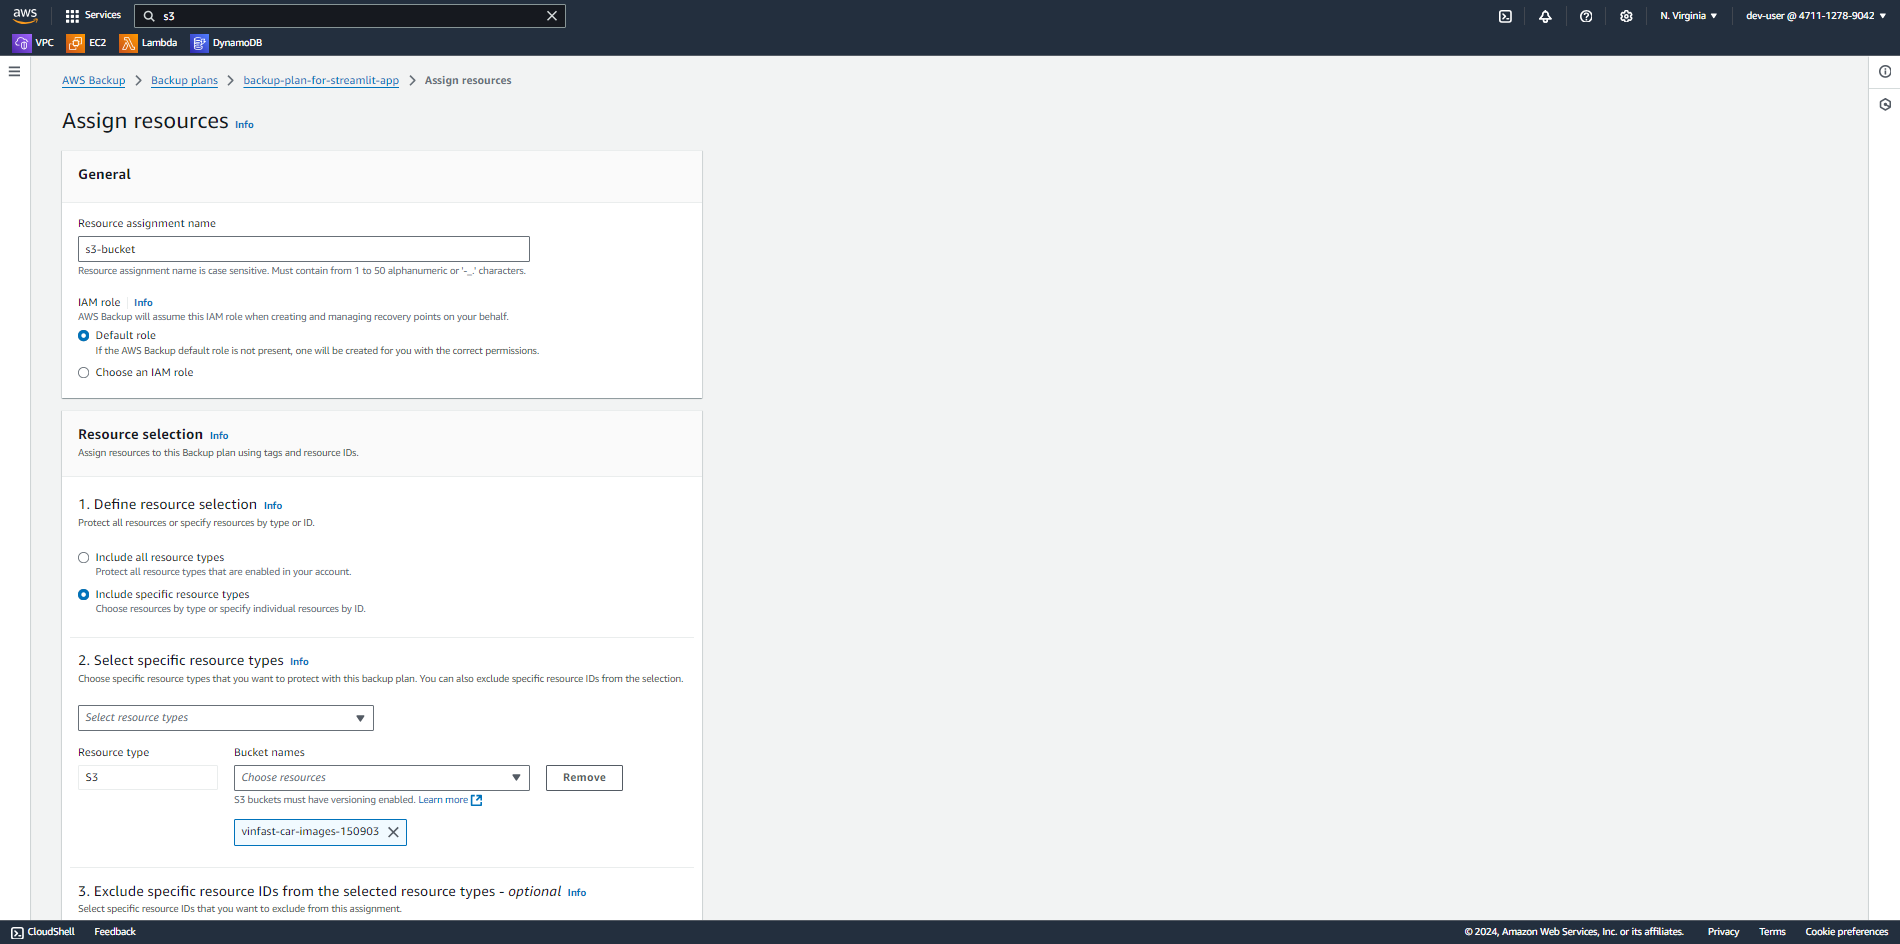 aws
Services
s3
N. Virginia
dev-user @ 4711-1278-9042
VPC
EC2
Lambda
DynamoDB
AWS Backup
Backup plans
backup-plan-for-streamlit-app
Assign resources
Assign resources Info
General
Resource assignment name
s3-bucket
Resource assignment name is case sensitive. Must contain from 1 to 50 alphanumeric or '-_.' characters.
IAM role Info
AWS Backup will assume this IAM role when creating and managing recovery points on your behalf.
Default role
If the AWS Backup default role is not present, one will be created for you with the correct permissions.
Choose an IAM role
Resource selection Info
Assign resources to this Backup plan using tags and resource IDs.
1. Define resource selection Info
Protect all resources or specify resources by type or ID.
Include all resource types
Protect all resource types that are enabled in your account.
Include specific resource types
Choose resources by type or specify individual resources by ID.
2. Select specific resource types Info
Choose specific resource types that you want to protect with this backup plan. You can also exclude specific resource IDs from the selection.
Select resource types
Resource type
Bucket names
S3
Choose resources
Remove
S3 buckets must have versioning enabled. Learn more
vinfast-car-images-150903
3. Exclude specific resource IDs from the selected resource types - optional Info
Select specific resource IDs that you want to exclude from this assignment.
CloudShell
Feedback
© 2024, Amazon Web Services, Inc. or its affiliates.
Privacy
Terms
Cookie preferences